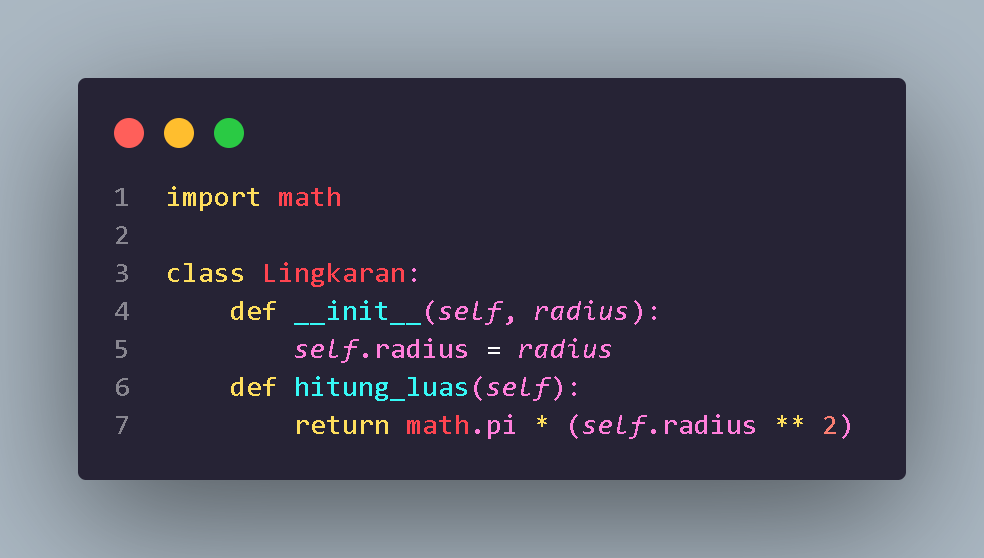 1 import math
2
3 class Lingkaran:
4     def __init__(self, radius):
5         self.radius = radius
6     def hitung_luas(self):
7         return math.pi * (self.radius ** 2)